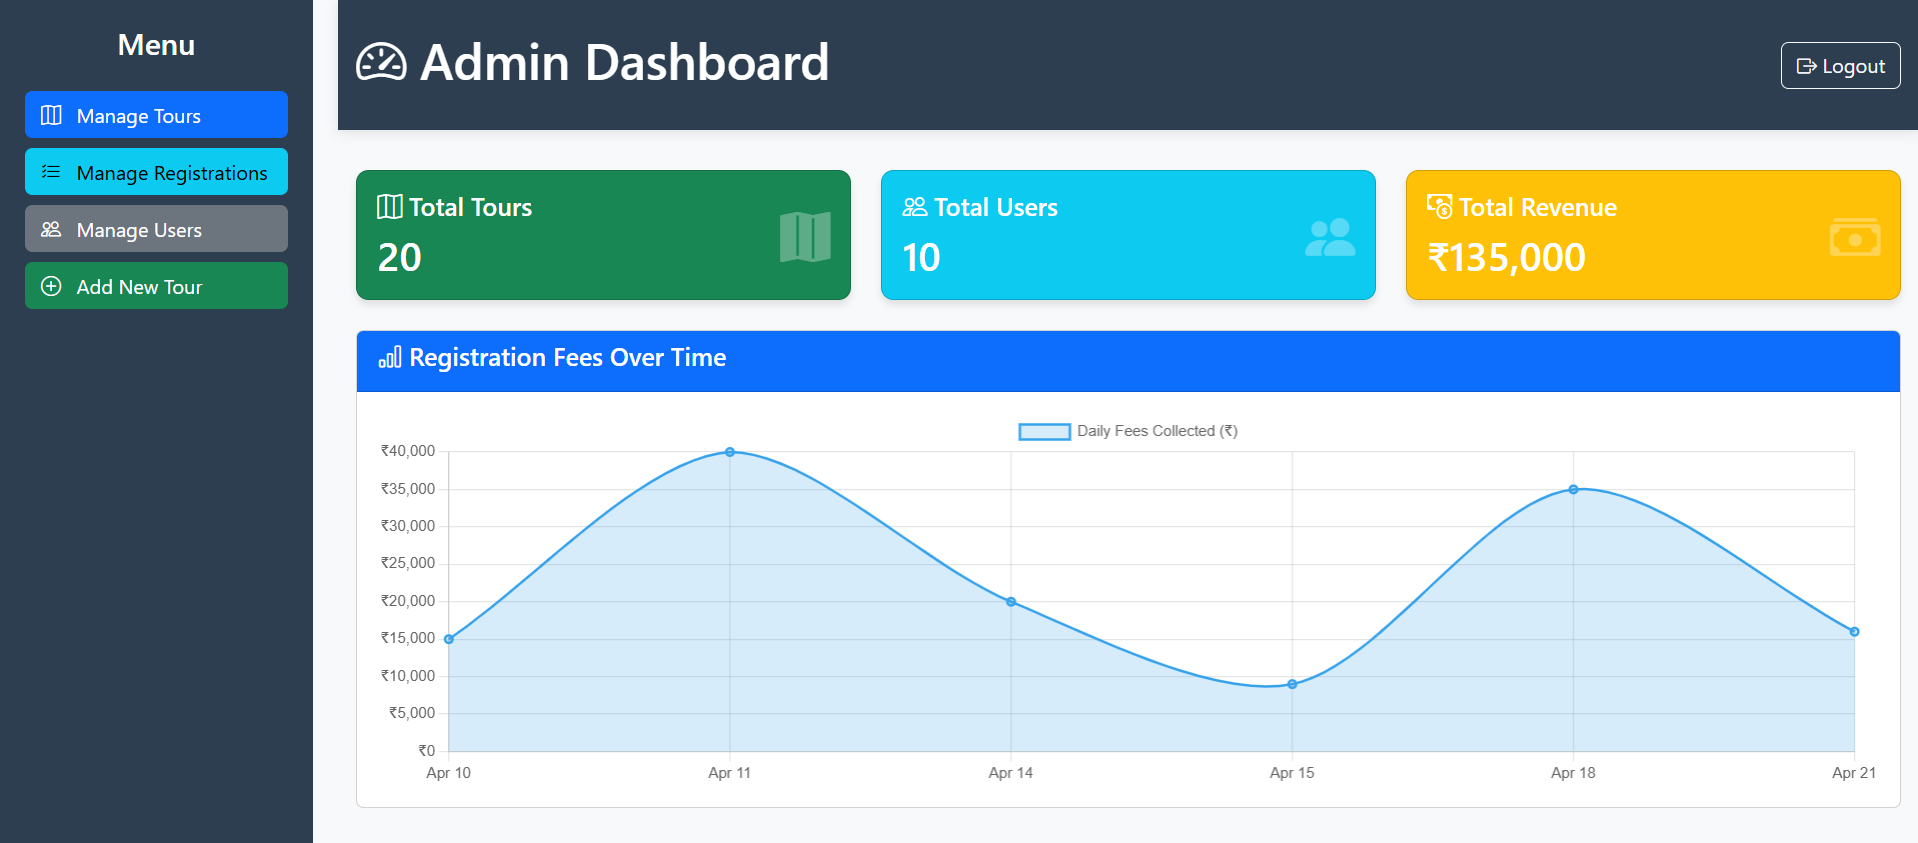 Menu
Manage Tours
Manage Registrations
Manage Users
Add New Tour
Admin Dashboard
Logout
Total Tours
20
Total Users
10
Total Revenue
₹135,000
Registration Fees Over Time
Daily Fees Collected (₹)
₹40,000
₹35,000
₹30,000
₹25,000
₹20,000
₹15,000
₹10,000
₹5,000
₹0
Apr 10 Apr 11 Apr 14 Apr 15 Apr 18 Apr 21